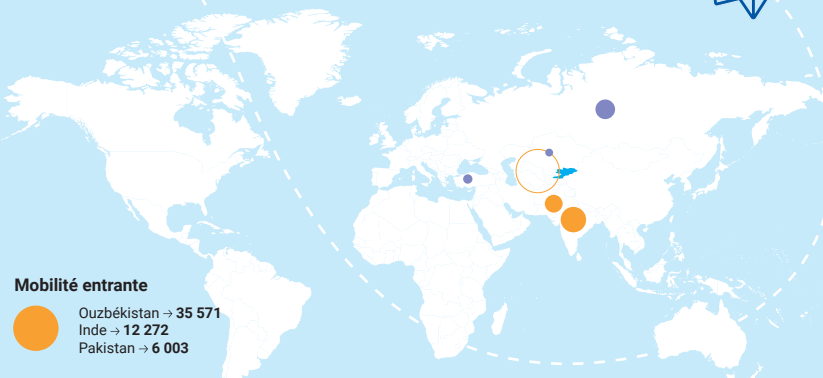 Mobilité entrante
Ouzbékistan → 35 571
Inde → 12 272
Pakistan → 6 003